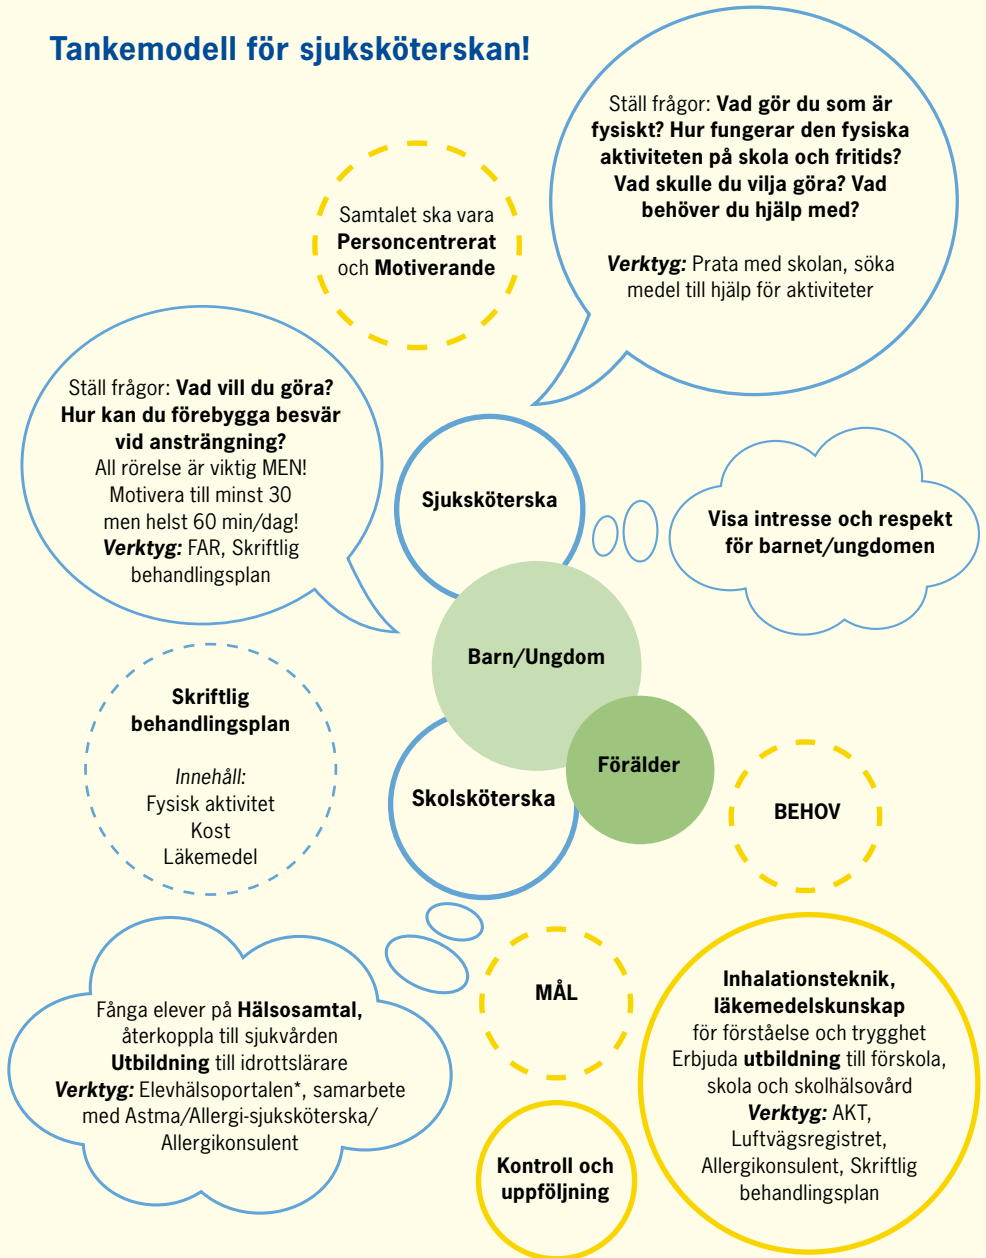 Tankemodell för sjuksköterskan!
Ställ frågor: Vad gör du som är
fysiskt? Hur fungerar den fysiska
aktiviteten på skola och fritids?
Vad skulle du vilja göra? Vad
behöver du hjälp med?
Verktyg: Prata med skolan, söka
medel till hjälp för aktiviteter
Samtalet ska vara
Personcentrerat
och Motiverande
Ställ frågor: Vad vill du göra?
Hur kan du förebygga besvär
vid ansträngning?
All rörelse är viktig MEN!
Motivera till minst 30
men helst 60 min/dag!
Verktyg: FAR, Skriftlig
behandlingsplan
Sjuksköterska
Visa intresse och respekt
för barnet/ungdomen
Barn/Ungdom
Skriftlig
behandlingsplan
Innehåll:
Fysisk aktivitet
Kost
Läkemedel
Förälder
Skolsköterska
BEHOV
Fånga elever på Hälsosamtal,
återkoppla till sjukvården
Utbildning till idrottslärare
Verktyg: Elevhälsoportalen*, samarbete
med Astma/Allergi-sjuksköterska/
Allergikonsulent
MÅL
Inhalationsteknik,
läkemedelskunskap
för förståelse och trygghet
Erbjuda utbildning till förskola,
skola och skolhälsovård
Verktyg: AKT,
Luftvägsregistret,
Allergikonsulent, Skriftlig
behandlingsplan
Kontroll och
uppföljning